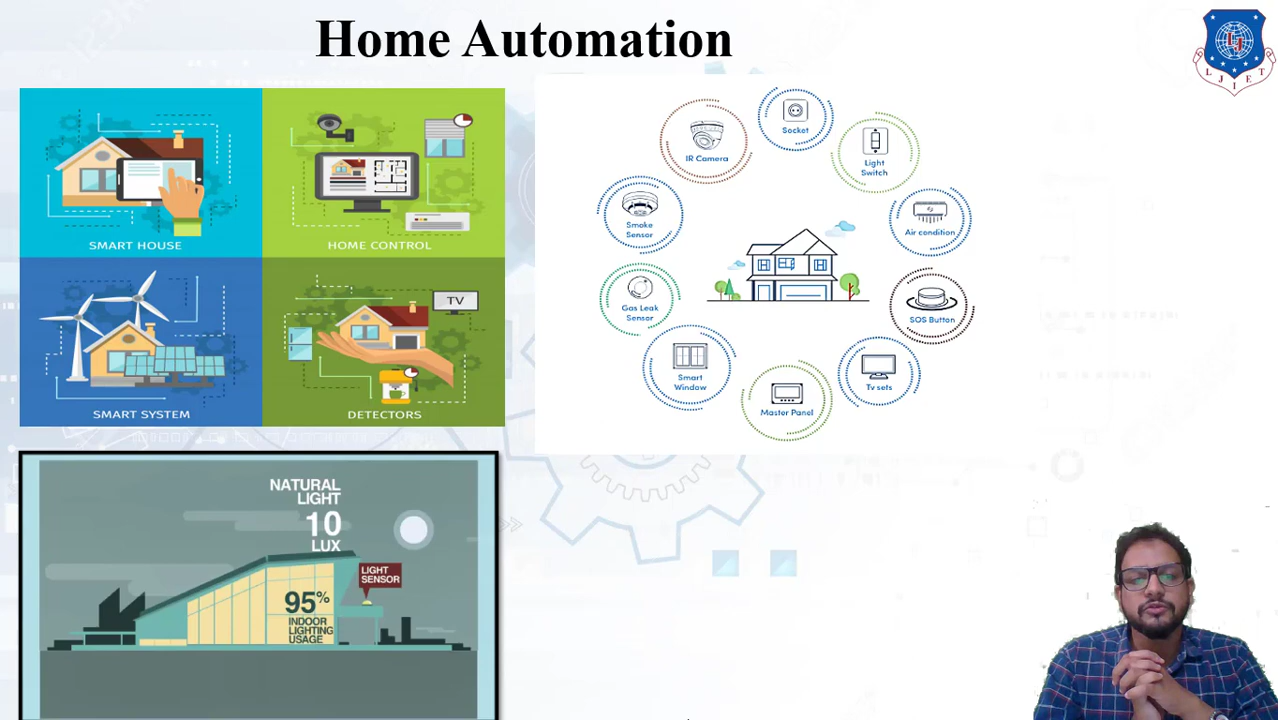 Home Automation
LJIET
SMART HOUSE
HOME CONTROL
TV
SMART SYSTEM
DETECTORS
Socket
IR Camera
Light
Switch
Smoke
Sensor
Air condition
Gas Leak
Sensor
SOS Button
Smart
Window
Tv sets
Master Panel
NATURAL
LIGHT
10
LUX
LIGHT
SENSOR
95%
INDOOR
LIGHTING
USAGE